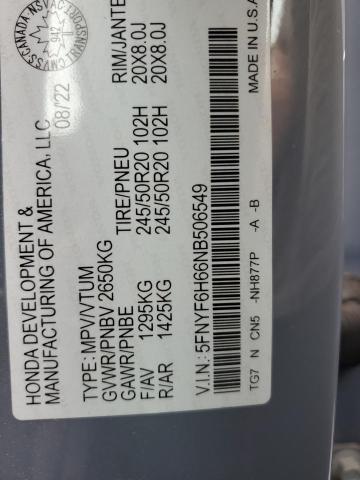 HONDA DEVELOPMENT &
MANUFACTURING OF AMERICA, LLC
08/22
TYPE: MPV/VTUM
GVWR/PNBV 2650KG
GAWR/PNBE TIRE/PNEU RIM/JANTE
F/AV 1295KG 245/50R20 102H 20X8.0J
R/AR 1425KG 245/50R20 102H 20X8.0J
V.I.N.: 5FNYF6H66NB506549
TG7 N CN5 -NH877P -A -B
MADE IN U.S.A